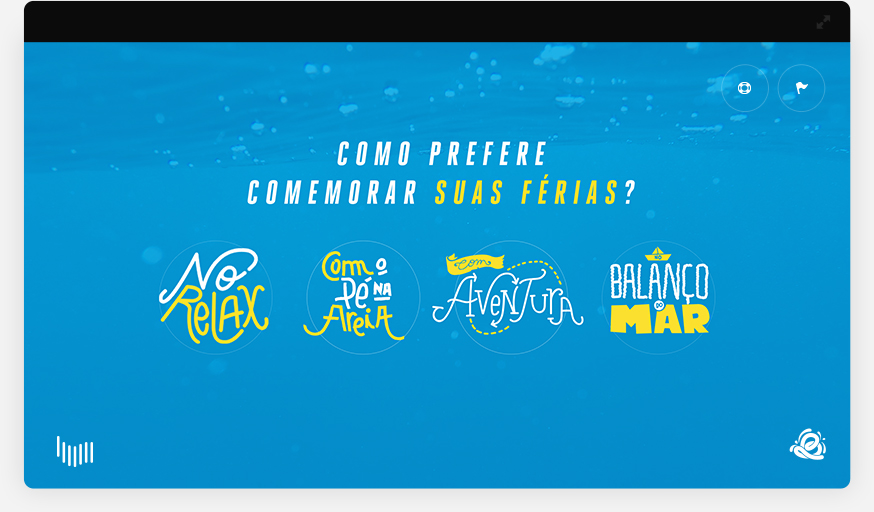 COMO PREFERE
COMEMORAR SUAS FÉRIAS?
No
Relax
Com o
Pé NA
AreiA
Com
AVeNTurA
NO
BALANÇO
DO
MAR